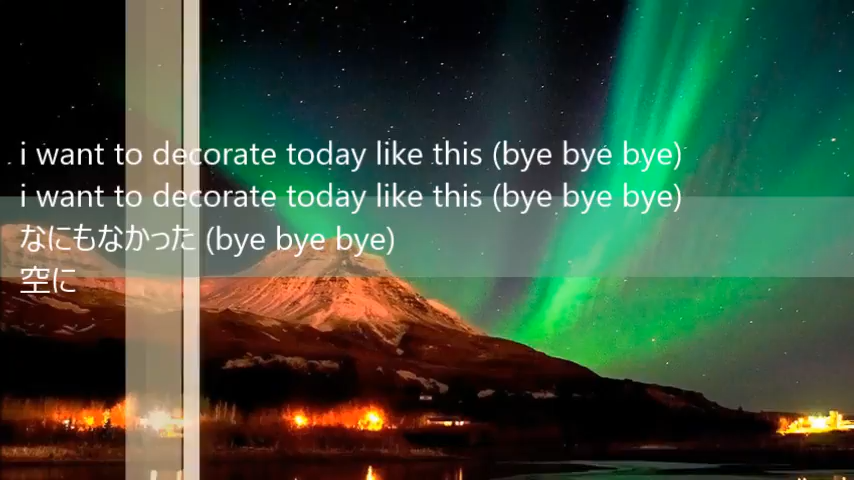 i want to decorate today like this (bye bye bye)
i want to decorate today like this (bye bye bye)
なにもなかった (bye bye bye)
空に